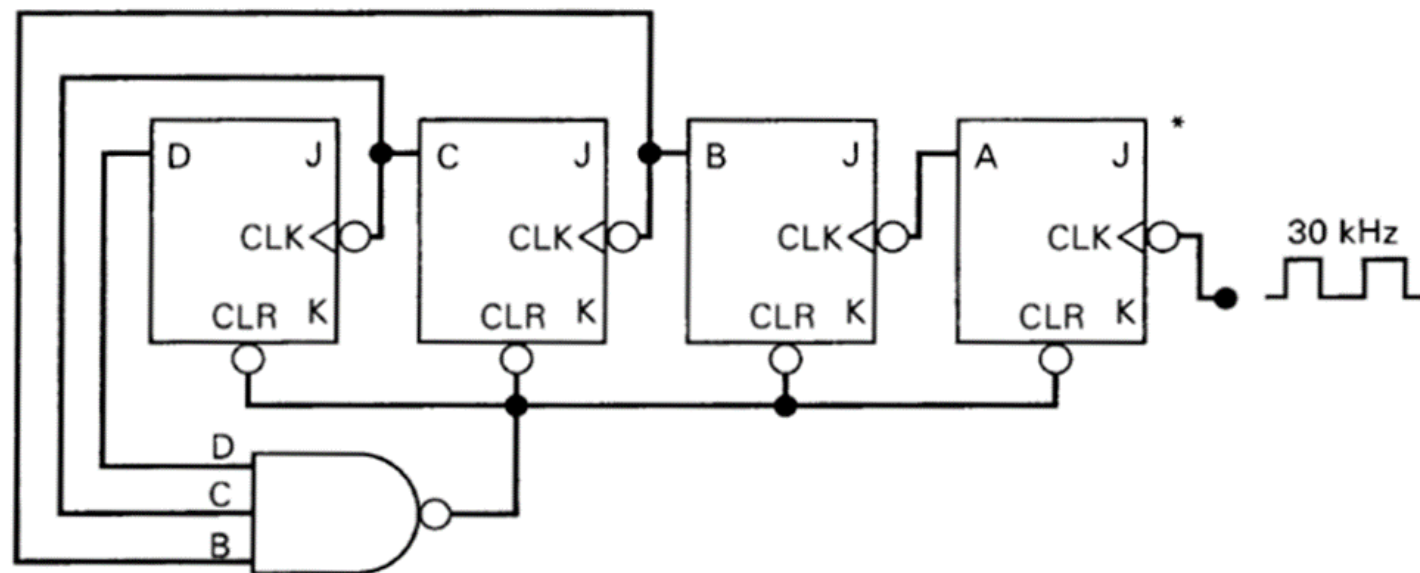 D J C J B J A J *
CLK CLK CLK CLK 30 kHz
CLR K CLR K CLR K CLR K
D
C
B